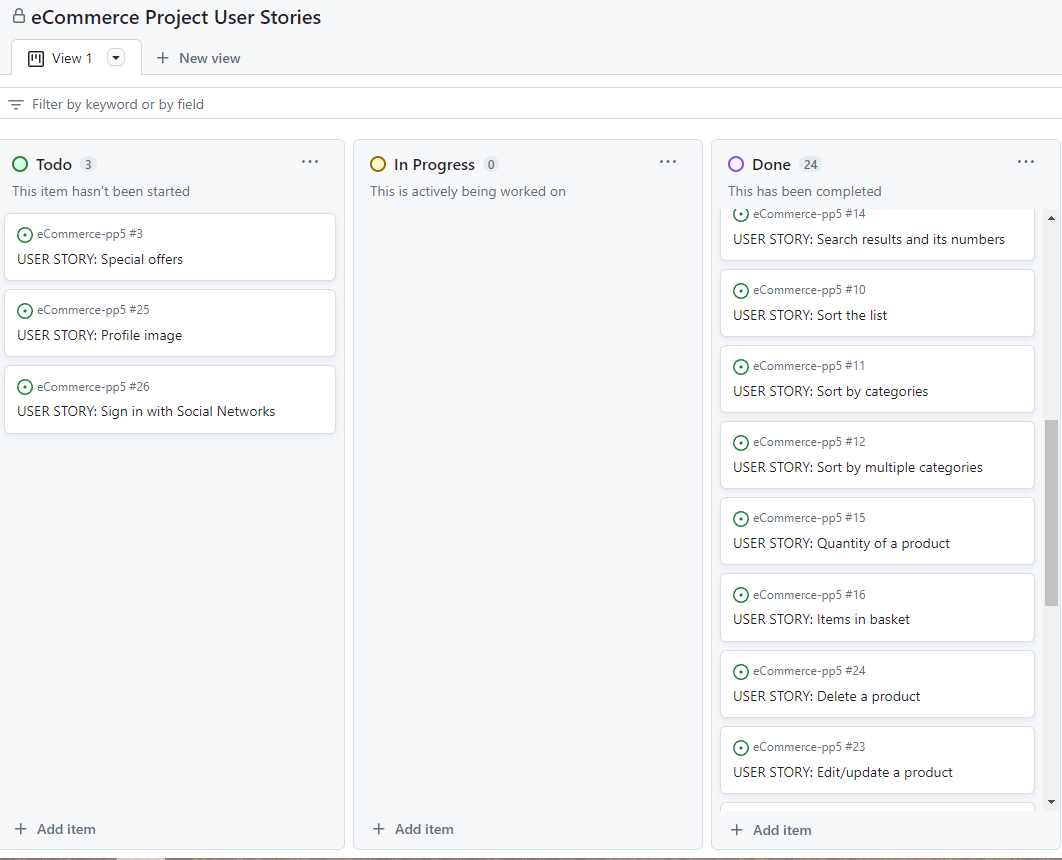 eCommerce Project User Stories
View 1
New view
Filter by keyword or by field
Todo 3
This item hasn't been started
eCommerce-pp5 #3
USER STORY: Special offers
eCommerce-pp5 #25
USER STORY: Profile image
eCommerce-pp5 #26
USER STORY: Sign in with Social Networks
Add item
In Progress 0
This is actively being worked on
Add item
Done 24
This has been completed
eCommerce-pp5 #14
USER STORY: Search results and its numbers
eCommerce-pp5 #10
USER STORY: Sort the list
eCommerce-pp5 #11
USER STORY: Sort by categories
eCommerce-pp5 #12
USER STORY: Sort by multiple categories
eCommerce-pp5 #15
USER STORY: Quantity of a product
eCommerce-pp5 #16
USER STORY: Items in basket
eCommerce-pp5 #24
USER STORY: Delete a product
eCommerce-pp5 #23
USER STORY: Edit/update a product
Add item